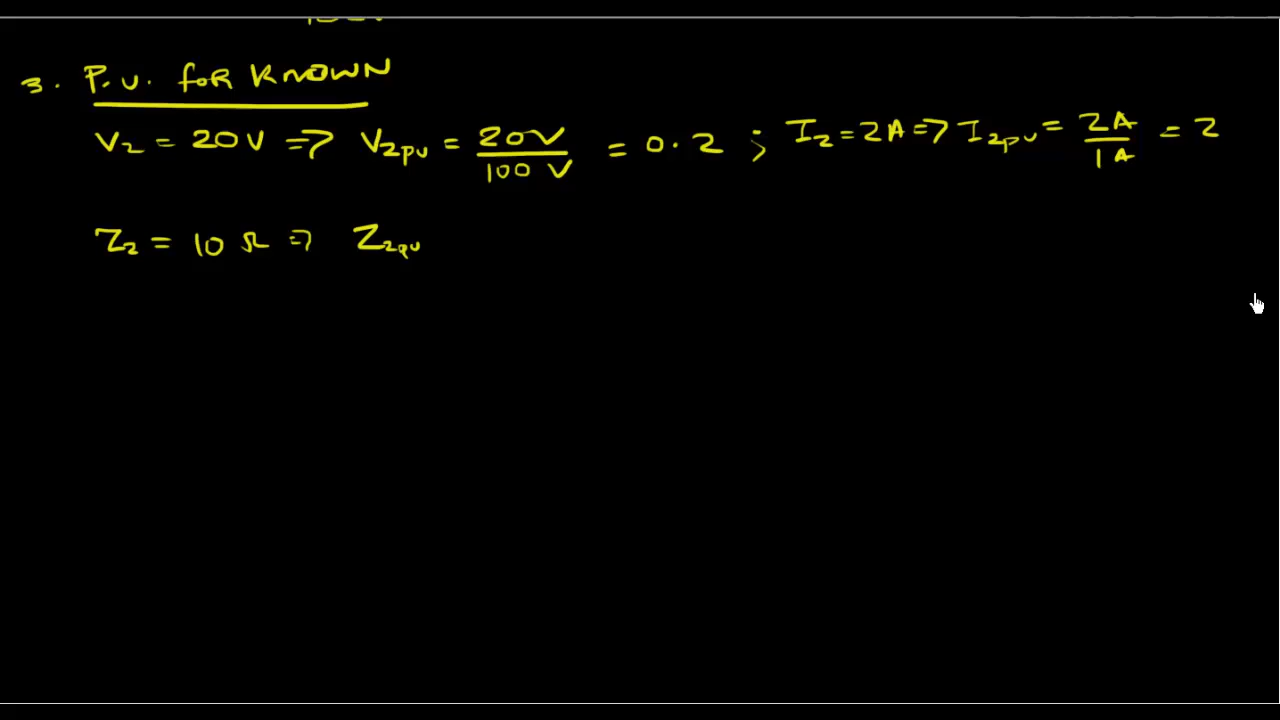 3. P.U. for KNOWN
V2 = 20V => V2pu = 20V/100 V = 0.2 ; I2 = 2A => I2pu = 2A/1A = 2
Z2 = 10 Ω => Z2pu